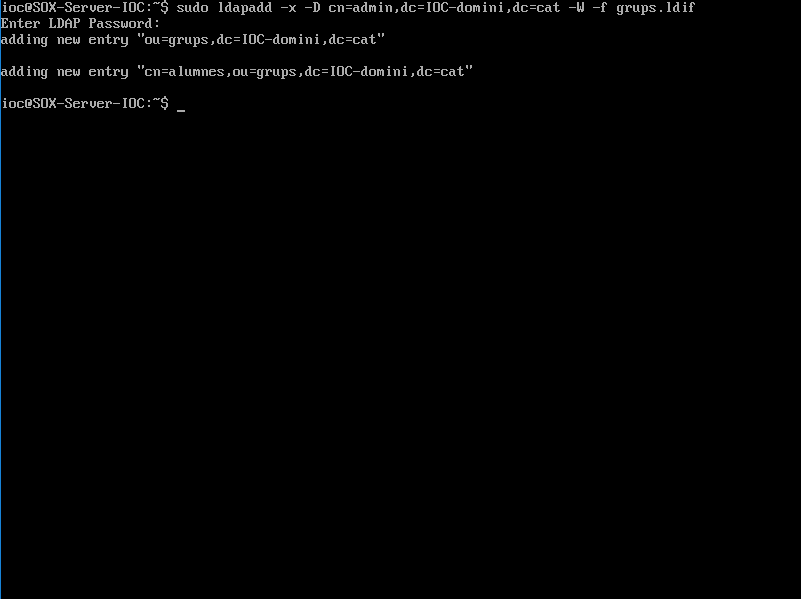 ioc@SOX-Server-IOC:~$ sudo ldapadd -x -D cn=admin,dc=IOC-domini,dc=cat -W -f grups.ldif
Enter LDAP Password:
adding new entry "ou=grups,dc=IOC-domini,dc=cat"
adding new entry "cn=alumnes,ou=grups,dc=IOC-domini,dc=cat"
ioc@SOX-Server-IOC:~$ _